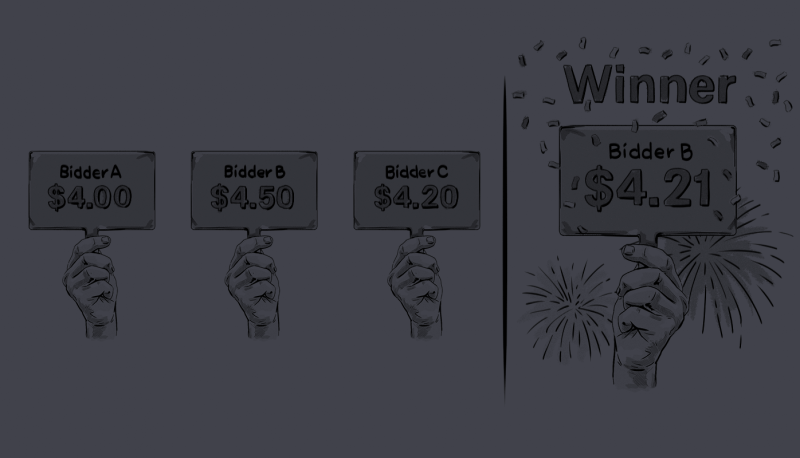 Bidder A
$4.00
Bidder B
$4.50
Bidder C
$4.20
Winner
Bidder B
$4.21